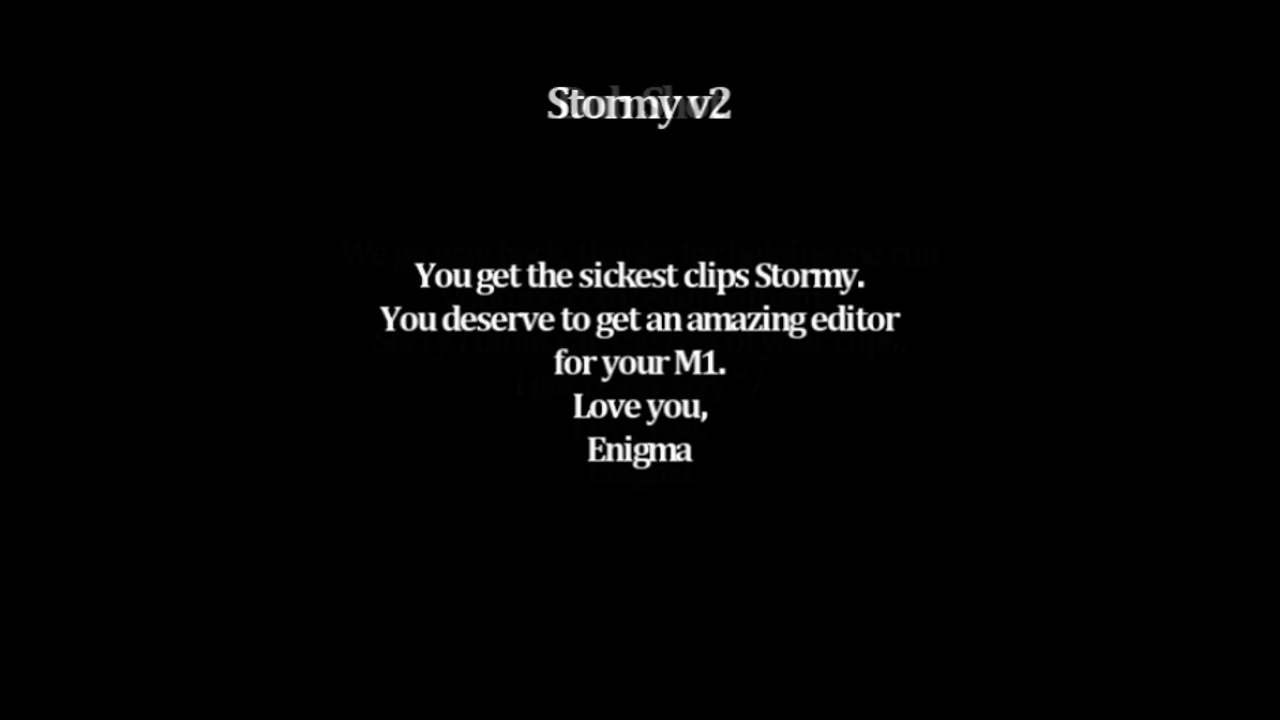 Stormy v2
You get the sickest clips Stormy.
You deserve to get an amazing editor
for your M1.
Love you,
Enigma